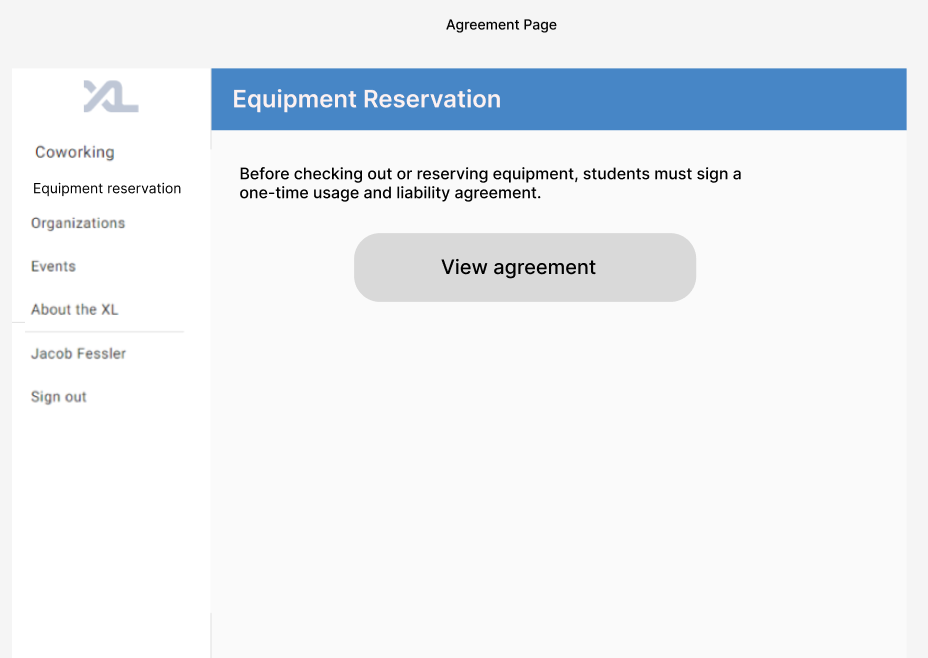 Agreement Page
XL
Equipment Reservation
Coworking
Equipment reservation
Organizations
Events
About the XL
Jacob Fessler
Sign out
Before checking out or reserving equipment, students must sign a
one-time usage and liability agreement.
View agreement